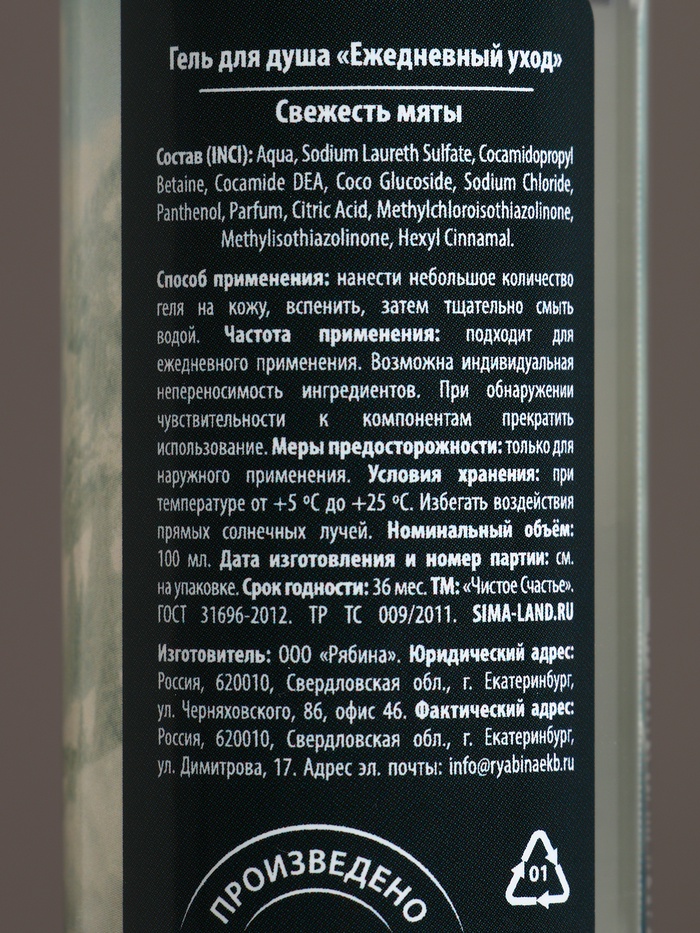 Гель для душа «Ежедневный уход»
Свежесть мяты
Состав (INCI): Aqua, Sodium Laureth Sulfate, Cocamidopropyl
Betaine, Cocamide DEA, Coco Glucoside, Sodium Chloride,
Panthenol, Parfum, Citric Acid, Methylchloroisothiazolinone,
Methylisothiazolinone, Hexyl Cinnamal.
Способ применения: нанести небольшое количество
геля на кожу, вспенить, затем тщательно смыть
водой. Частота применения: подходит для
ежедневного применения. Возможна индивидуальная
непереносимость ингредиентов. При обнаружении
чувствительности к компонентам прекратить
использование. Меры предосторожности: только для
наружного применения. Условия хранения: при
температуре от +5 ºC до +25 ºC. Избегать воздействия
прямых солнечных лучей. Номинальный объём:
100 мл. Дата изготовления и номер партии: см.
на упаковке. Срок годности: 36 мес. ТМ: «Чистое Счастье».
ГОСТ 31696-2012. ТР ТС 009/2011. SIMA-LAND.RU
Изготовитель: ООО «Рябина». Юридический адрес:
Россия, 620010, Свердловская обл., г. Екатеринбург,
ул. Черняховского, 86, офис 46. Фактический адрес:
Россия, 620010, Свердловская обл., г. Екатеринбург,
ул. Димитрова, 17. Адрес эл. почты: info@ryabinaekb.ru
ПРОИЗВЕДЕНО
01